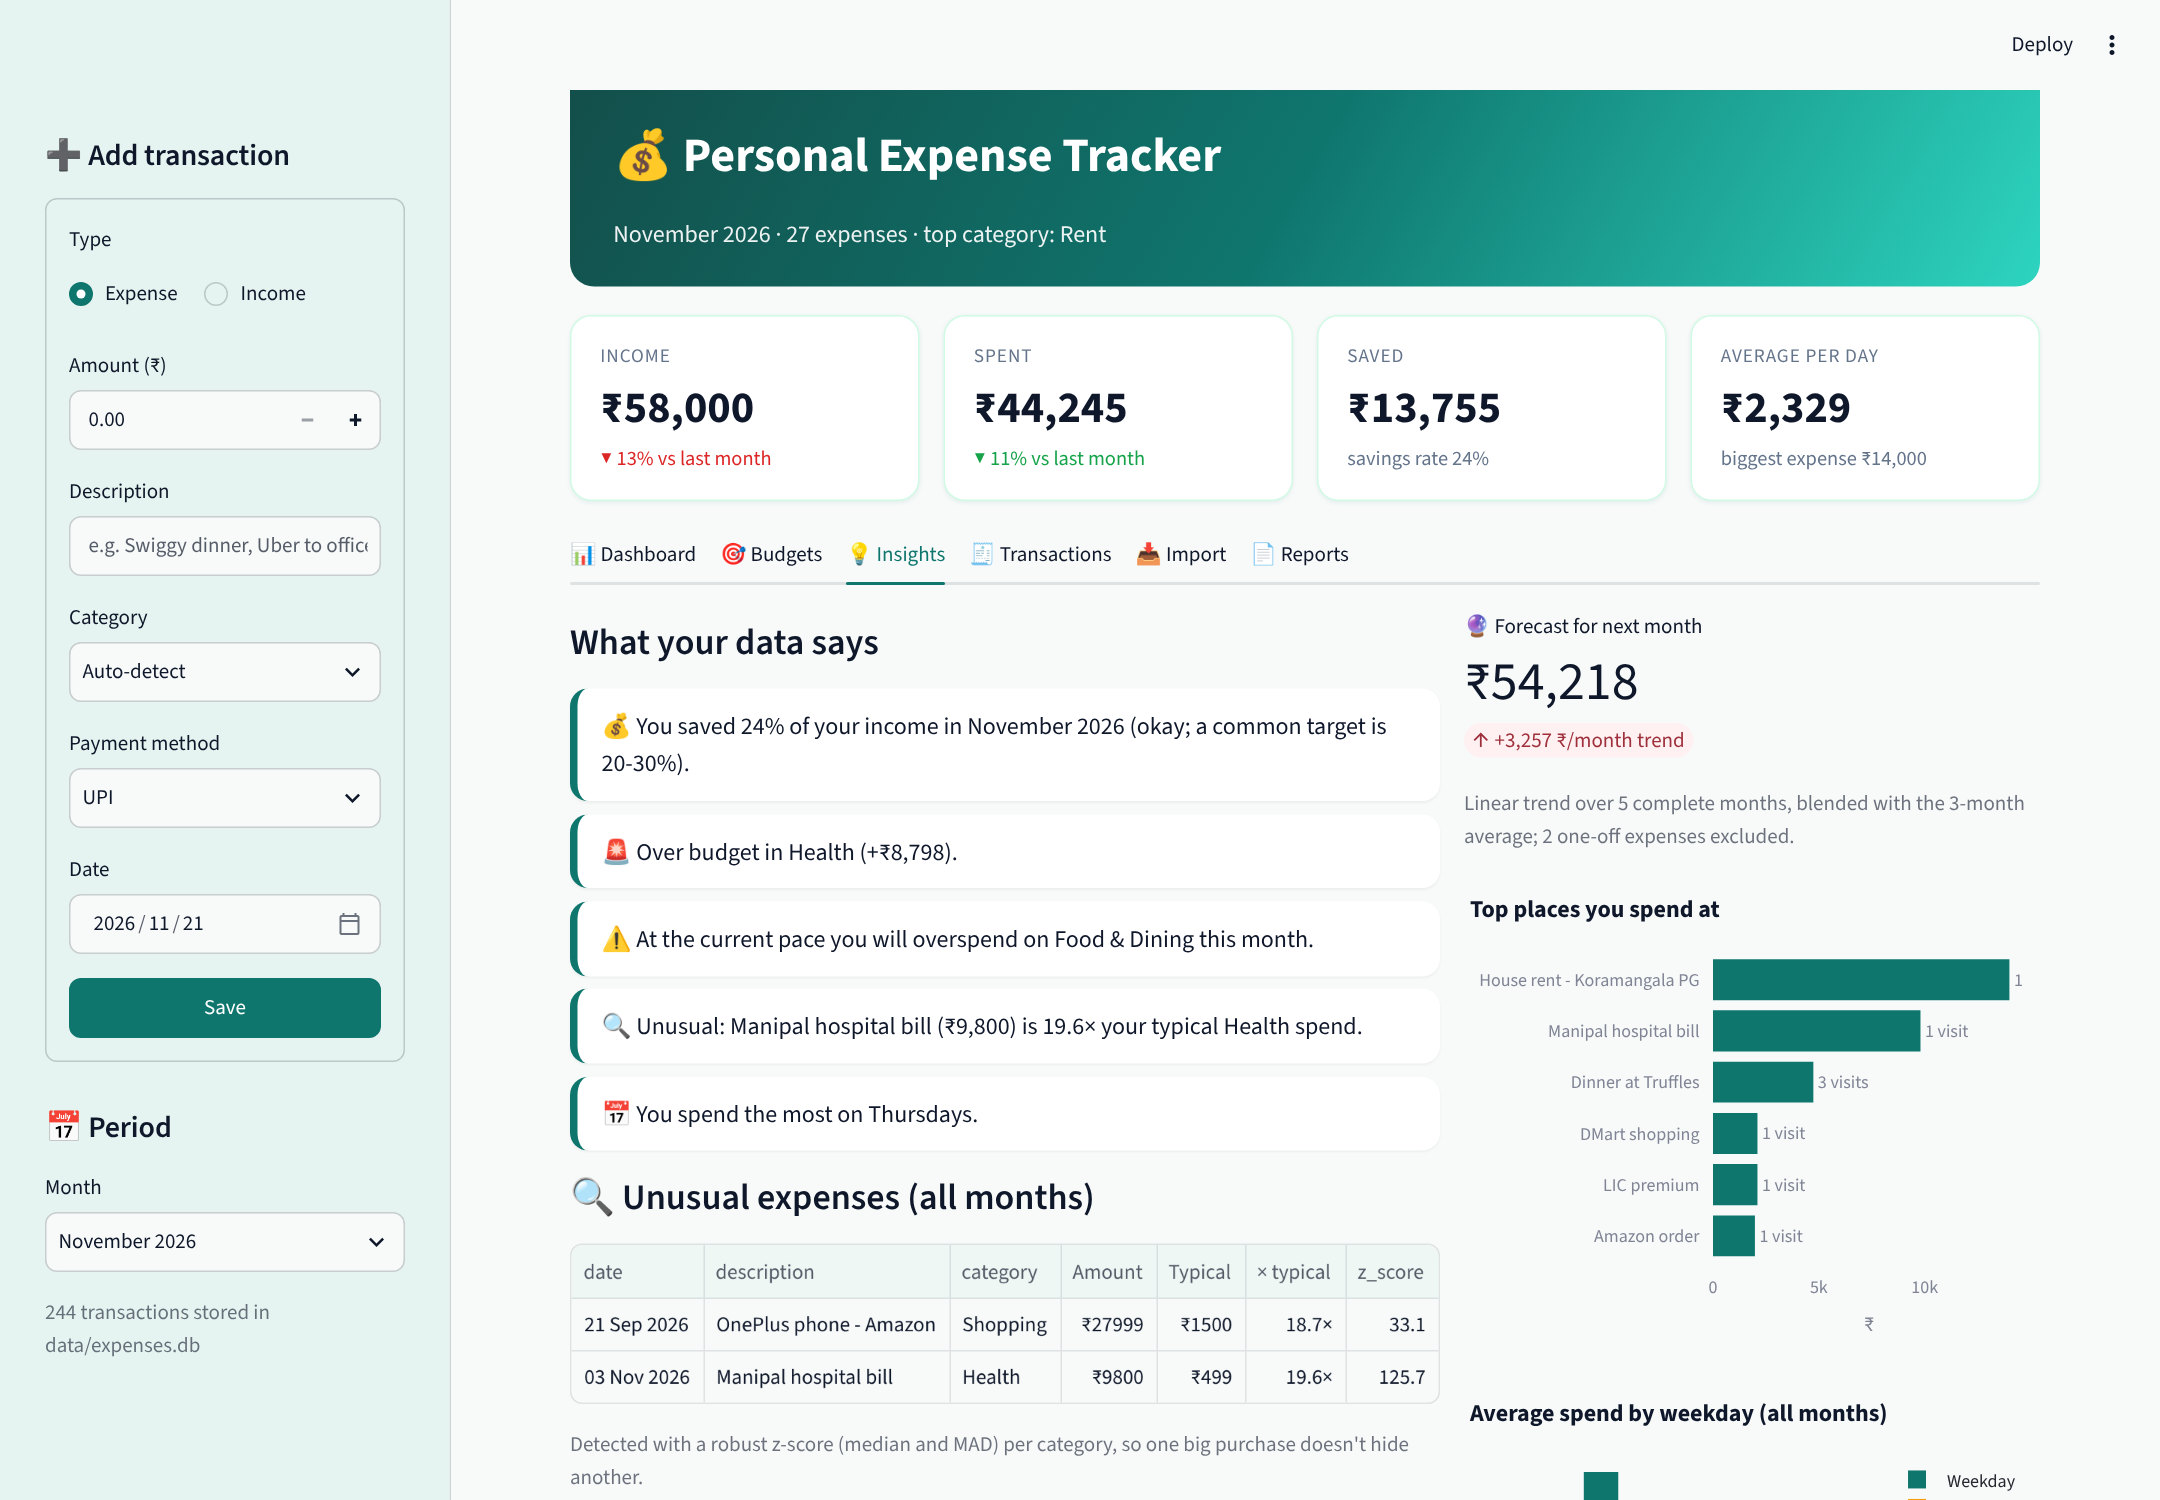 Deploy
➕ Add transaction
Type
Expense
Income
Amount (₹)
0.00
Description
e.g. Swiggy dinner, Uber to office
Category
Auto-detect
Payment method
UPI
Date
2026/11/21
Save
📅 Period
Month
November 2026
244 transactions stored in
data/expenses.db
💰 Personal Expense Tracker
November 2026 · 27 expenses · top category: Rent
INCOME
₹58,000
▼ 13% vs last month
SPENT
₹44,245
▼ 11% vs last month
SAVED
₹13,755
savings rate 24%
AVERAGE PER DAY
₹2,329
biggest expense ₹14,000
📊 Dashboard
🎯 Budgets
💡 Insights
🧾 Transactions
📥 Import
📄 Reports
What your data says
💰 You saved 24% of your income in November 2026 (okay; a common target is
20-30%).
🚨 Over budget in Health (+₹8,798).
⚠️ At the current pace you will overspend on Food & Dining this month.
🔍 Unusual: Manipal hospital bill (₹9,800) is 19.6× your typical Health spend.
📅 You spend the most on Thursdays.
🔍 Unusual expenses (all months)
date description category Amount Typical × typical z_score
21 Sep 2026 OnePlus phone - Amazon Shopping ₹27999 ₹1500 18.7× 33.1
03 Nov 2026 Manipal hospital bill Health ₹9800 ₹499 19.6× 125.7
Detected with a robust z-score (median and MAD) per category, so one big purchase doesn't hide
another.
🔮 Forecast for next month
₹54,218
↑ +3,257 ₹/month trend
Linear trend over 5 complete months, blended with the 3-month
average; 2 one-off expenses excluded.
Top places you spend at
House rent - Koramangala PG 1
Manipal hospital bill 1 visit
Dinner at Truffles 3 visits
DMart shopping 1 visit
LIC premium 1 visit
Amazon order 1 visit
0 5k 10k
₹
Average spend by weekday (all months)
Weekday